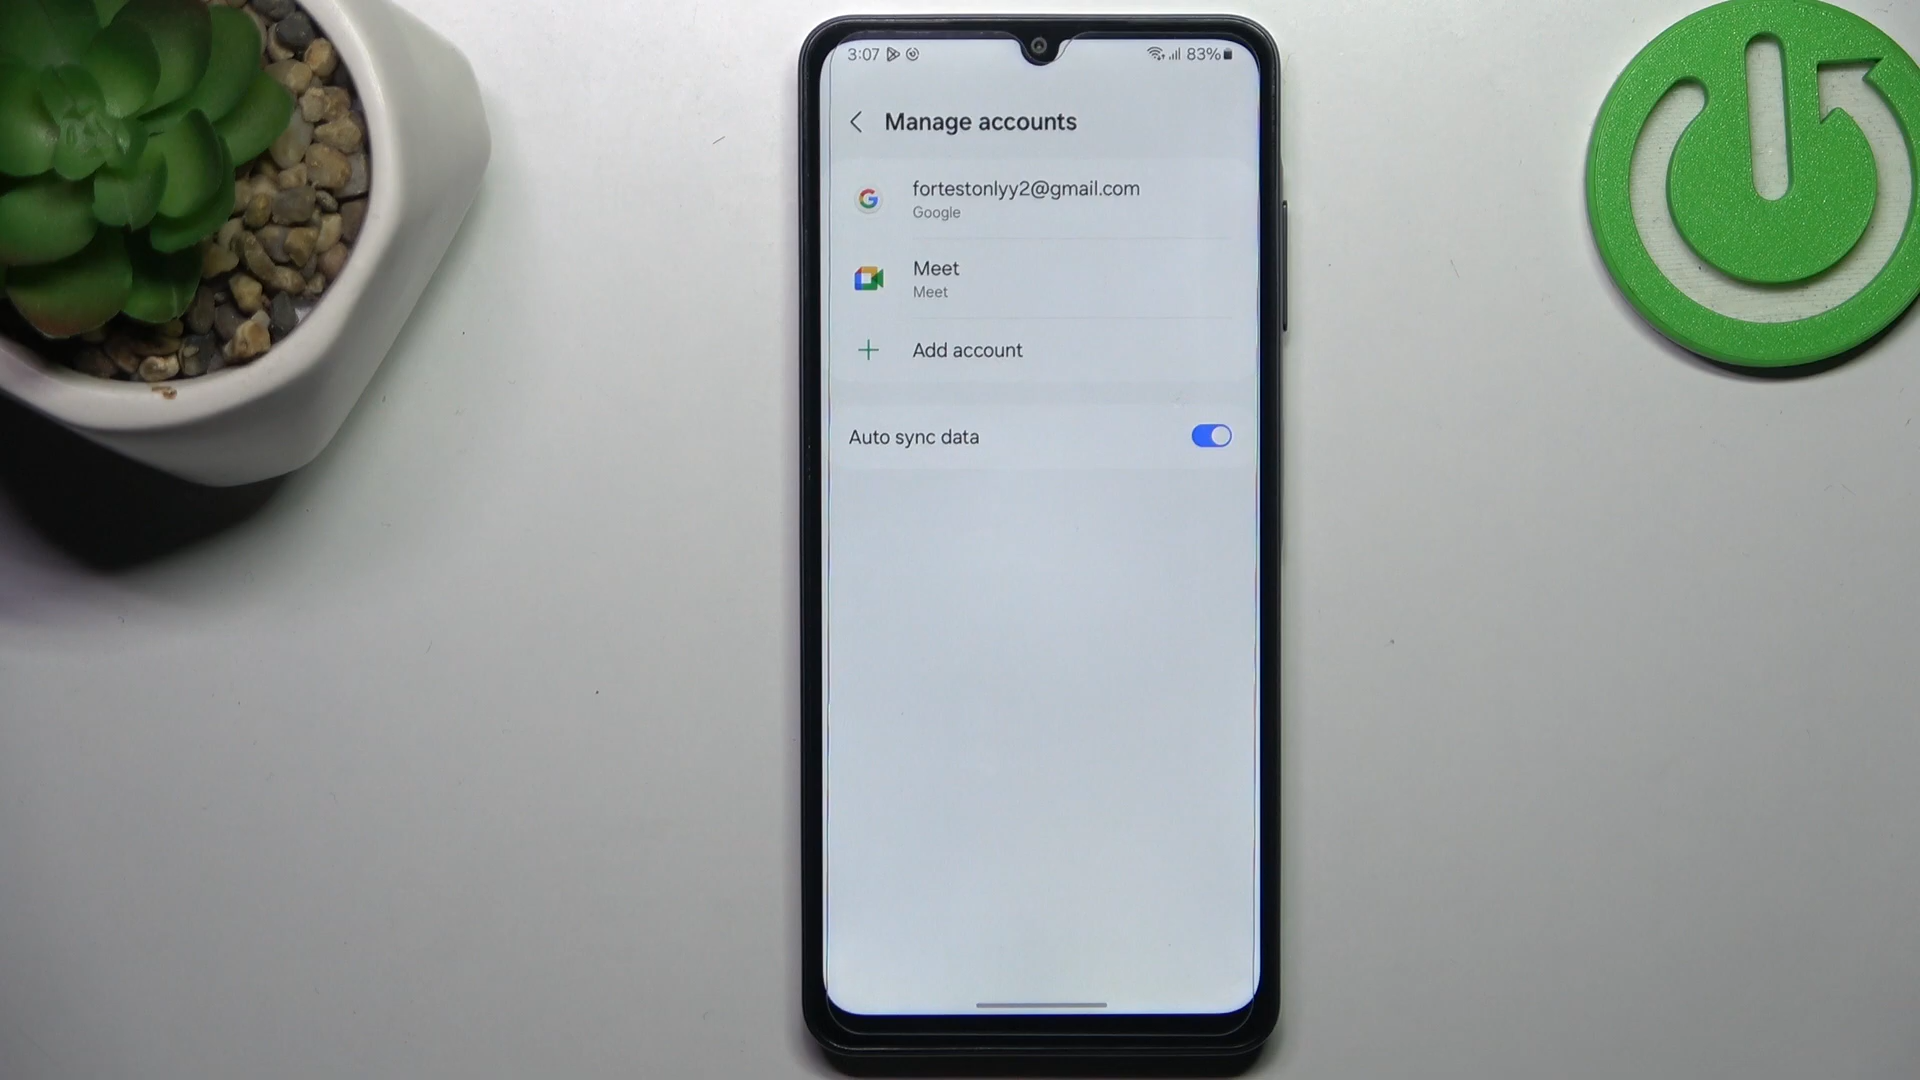 3:07 83%
Manage accounts
fortestonlyy2@gmail.com
Google
Meet
Meet
Add account
Auto sync data